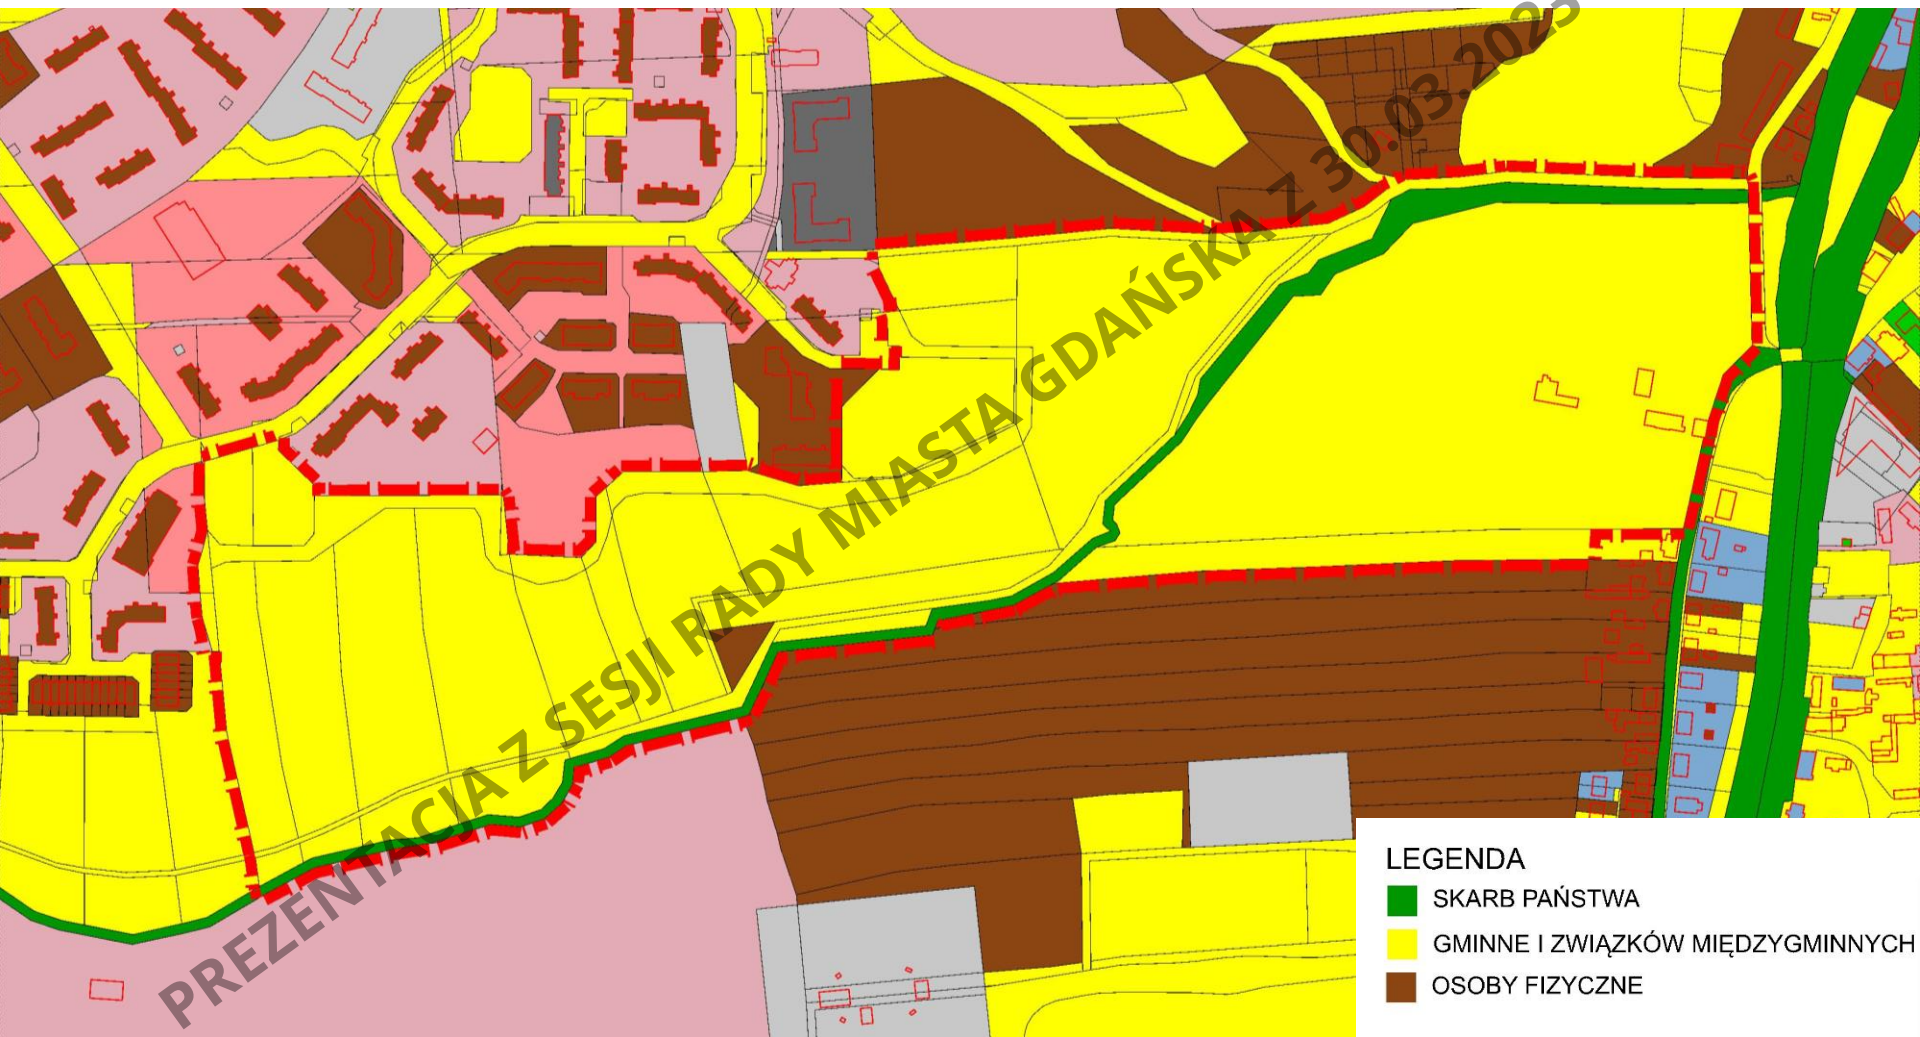 PREZENTACJA Z SESJI RADY MIASTA GDAŃSKA Z 30.03.2023
LEGENDA
SKARB PAŃSTWA
GMINNE I ZWIĄZKÓW MIĘDZYGMINNYCH
OSOBY FIZYCZNE